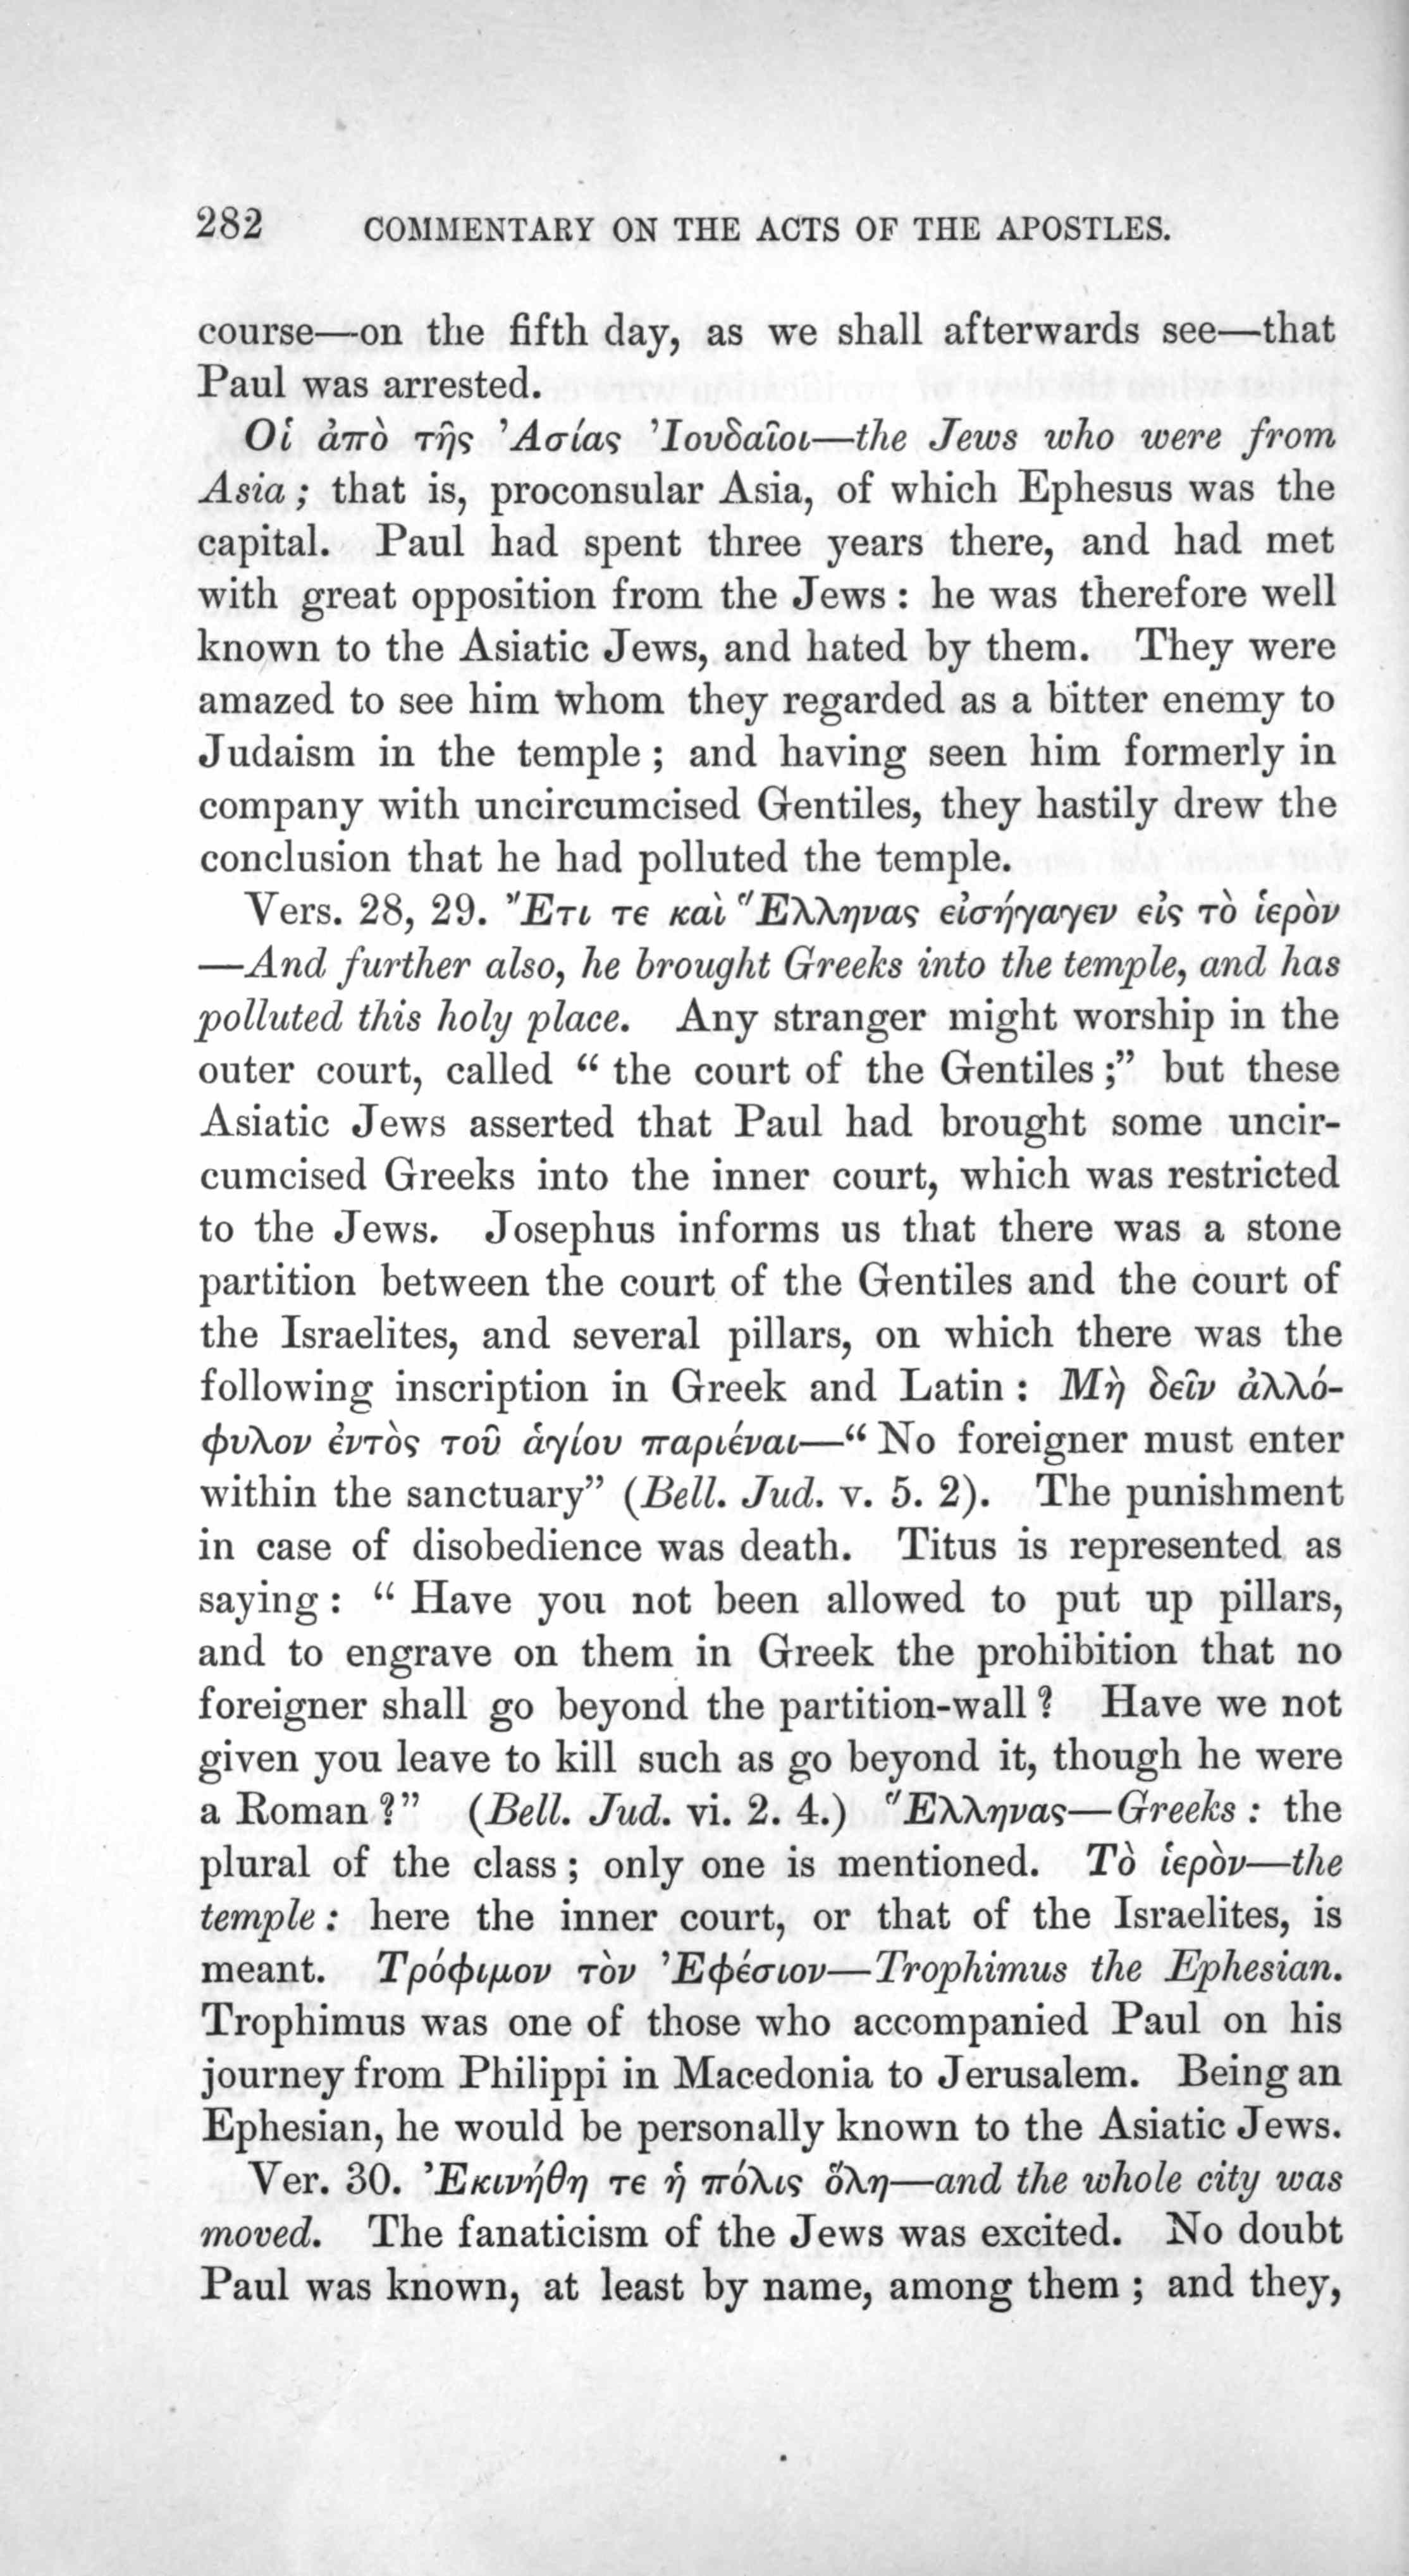 282 COMMENTARY ON THE ACTS OF THE APOSTLES.
course—on the fifth day, as we shall afterwards see—that
Paul was arrested.
Οἱ ἀπὸ τῆς Ἀσίας Ἰουδαῖοι—the Jews who were from
Asia; that is, proconsular Asia, of which Ephesus was the
capital. Paul had spent three years there, and had met
with great opposition from the Jews: he was therefore well
known to the Asiatic Jews, and hated by them. They were
amazed to see him whom they regarded as a bitter enemy to
Judaism in the temple; and having seen him formerly in
company with uncircumcised Gentiles, they hastily drew the
conclusion that he had polluted the temple.
Vers. 28, 29. Ἔτι τε καὶ Ἕλληνας εἰσήγαγεν εἰς τὸ ἱερὸν
—And further also, he brought Greeks into the temple, and has
polluted this holy place. Any stranger might worship in the
outer court, called “the court of the Gentiles;” but these
Asiatic Jews asserted that Paul had brought some uncir-
cumcised Greeks into the inner court, which was restricted
to the Jews. Josephus informs us that there was a stone
partition between the court of the Gentiles and the court of
the Israelites, and several pillars, on which there was the
following inscription in Greek and Latin: Μὴ δεῖν ἀλλό-
φυλον ἐντὸς τοῦ ἁγίου παριέναι—“No foreigner must enter
within the sanctuary” (Bell. Jud. v. 5. 2). The punishment
in case of disobedience was death. Titus is represented as
saying: “Have you not been allowed to put up pillars,
and to engrave on them in Greek the prohibition that no
foreigner shall go beyond the partition-wall? Have we not
given you leave to kill such as go beyond it, though he were
a Roman?” (Bell. Jud. vi. 2. 4.) Ἕλληνας—Greeks: the
plural of the class; only one is mentioned. Τὸ ἱερὸν—the
temple: here the inner court, or that of the Israelites, is
meant. Τρόφιμον τὸν Ἐφέσιον—Trophimus the Ephesian.
Trophimus was one of those who accompanied Paul on his
journey from Philippi in Macedonia to Jerusalem. Being an
Ephesian, he would be personally known to the Asiatic Jews.
Ver. 30. Ἐκινήθη τε ἡ πόλις ὅλη—and the whole city was
moved. The fanaticism of the Jews was excited. No doubt
Paul was known, at least by name, among them; and they,